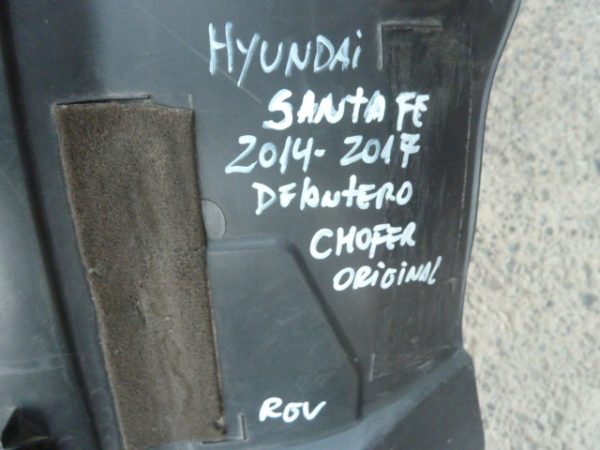 HYUNDAi
SANTA FE
2014-2017
DElANtERO
CHOFER
ORiGiNAL
ROV